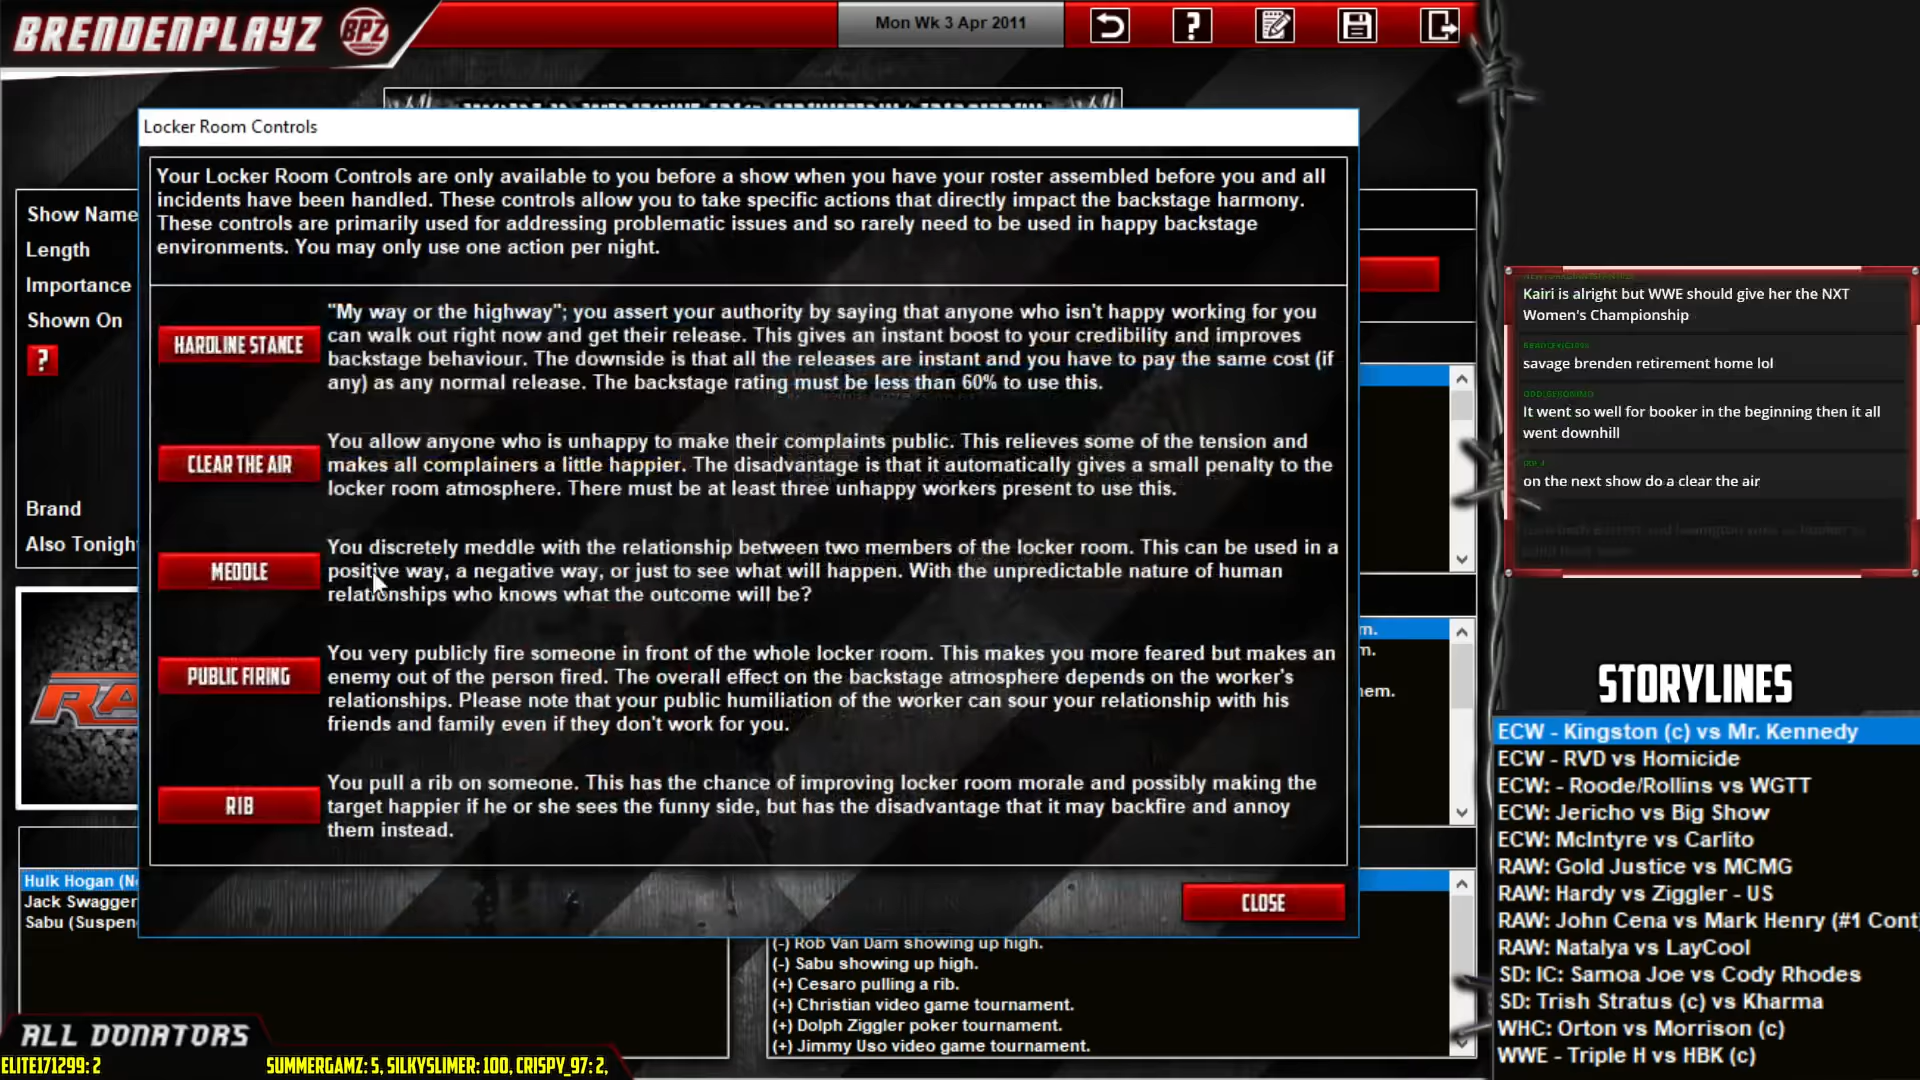 BRENDENPLAYZ
BPZ
Mon Wk 3 Apr 2011
Locker Room Controls
Your Locker Room Controls are only available to you before a show when you have your roster assembled before you and all
incidents have been handled. These controls allow you to take specific actions that directly impact the backstage harmony.
These controls are primarily used for addressing problematic issues and so rarely need to be used in happy backstage
environments. You may only use one action per night.
HARDLINE STANCE
"My way or the highway"; you assert your authority by saying that anyone who isn't happy working for you
can walk out right now and get their release. This gives an instant boost to your credibility and improves
backstage behaviour. The downside is that all the releases are instant and you have to pay the same cost (if
any) as any normal release. The backstage rating must be less than 60% to use this.
CLEAR THE AIR
You allow anyone who is unhappy to make their complaints public. This relieves some of the tension and
makes all complainers a little happier. The disadvantage is that it automatically gives a small penalty to the
locker room atmosphere. There must be at least three unhappy workers present to use this.
MEDDLE
You discretely meddle with the relationship between two members of the locker room. This can be used in a
positive way, a negative way, or just to see what will happen. With the unpredictable nature of human
relationships who knows what the outcome will be?
PUBLIC FIRING
You very publicly fire someone in front of the whole locker room. This makes you more feared but makes an
enemy out of the person fired. The overall effect on the backstage atmosphere depends on the worker's
relationships. Please note that your public humiliation of the worker can sour your relationship with his
friends and family even if they don't work for you.
RIB
You pull a rib on someone. This has the chance of improving locker room morale and possibly making the
target happier if he or she sees the funny side, but has the disadvantage that it may backfire and annoy
them instead.
CLOSE
Show Name
Length
Importance
Shown On
?
Brand
Also Tonigh
RA
Hulk Hogan (N
Jack Swagger
Sabu (Suspen
m.
m.
em.
(-) Rob Van Dam showing up high.
(-) Sabu showing up high.
(+) Cesaro pulling a rib.
(+) Christian video game tournament.
(+) Dolph Ziggler poker tournament.
(+) Jimmy Uso video game tournament.
Kairi is alright but WWE should give her the NXT
Women's Championship
savage brenden retirement home lol
It went so well for booker in the beginning then it all
went downhill
on the next show do a clear the air
STORYLINES
ECW - Kingston (c) vs Mr. Kennedy
ECW - RVD vs Homicide
ECW: - Roode/Rollins vs WGTT
ECW: Jericho vs Big Show
ECW: McIntyre vs Carlito
RAW: Gold Justice vs MCMG
RAW: Hardy vs Ziggler - US
RAW: John Cena vs Mark Henry (#1 Cont
RAW: Natalya vs LayCool
SD: IC: Samoa Joe vs Cody Rhodes
SD: Trish Stratus (c) vs Kharma
WHC: Orton vs Morrison (c)
WWE - Triple H vs HBK (c)
ALL DONATORS
ELITE171299: 2
SUMMERGAMZ: 5, SILKYSLIMER: 100, CRISPY_97: 2,